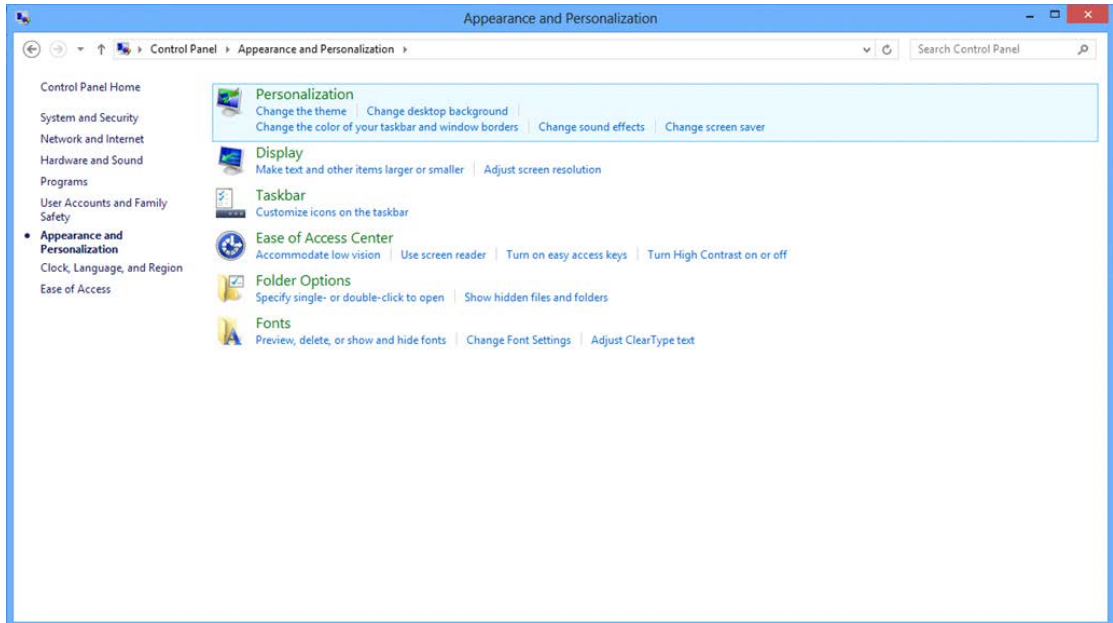 Appearance and Personalization
Control Panel Appearance and Personalization
Search Control Panel
Control Panel Home
System and Security
Network and Internet
Hardware and Sound
Programs
User Accounts and Family
Safety
Appearance and
Personalization
Clock, Language, and Region
Ease of Access
Personalization
Change the theme Change desktop background
Change the color of your taskbar and window borders Change sound effects Change screen saver
Display
Make text and other items larger or smaller Adjust screen resolution
Taskbar
Customize icons on the taskbar
Ease of Access Center
Accommodate low vision Use screen reader Turn on easy access keys Turn High Contrast on or off
Folder Options
Specify single- or double-click to open Show hidden files and folders
Fonts
Preview, delete, or show and hide fonts Change Font Settings Adjust ClearType text